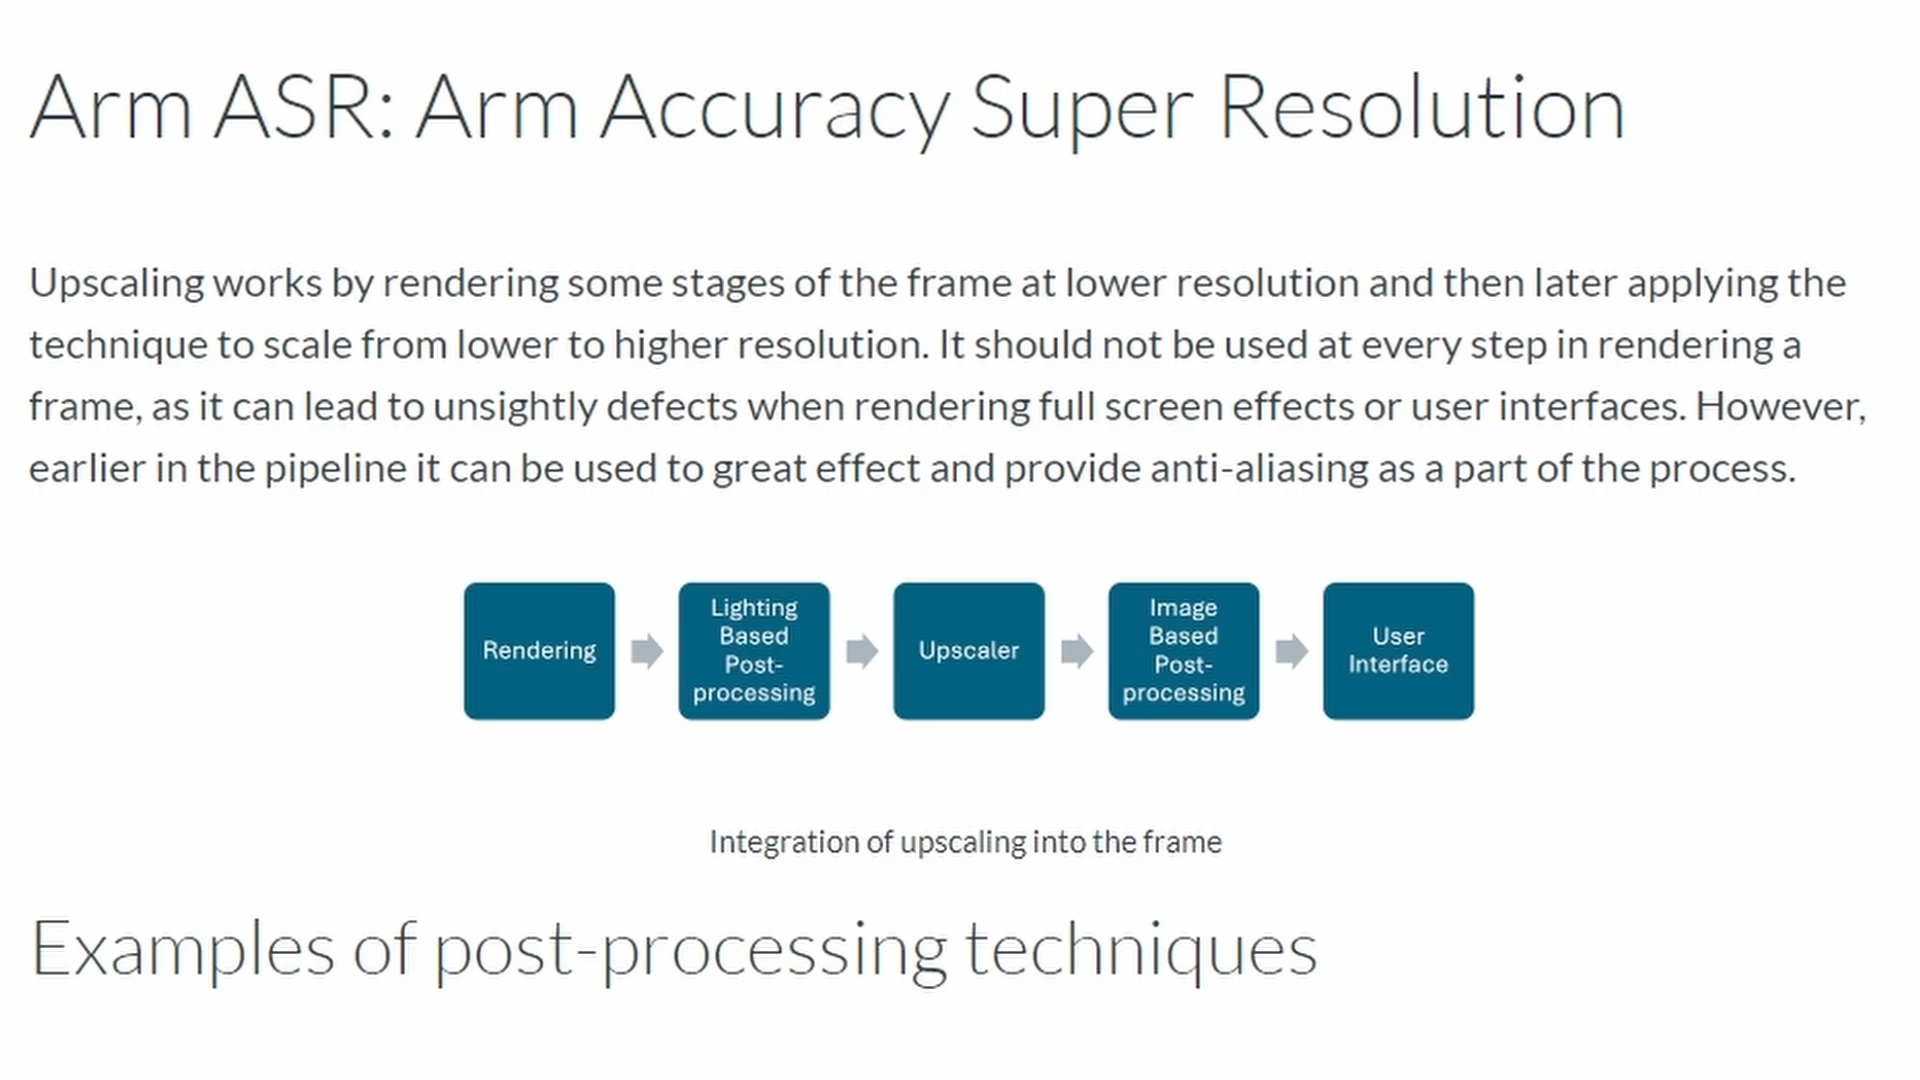 Arm ASR: Arm Accuracy Super Resolution
Upscaling works by rendering some stages of the frame at lower resolution and then later applying the
technique to scale from lower to higher resolution. It should not be used at every step in rendering a
frame, as it can lead to unsightly defects when rendering full screen effects or user interfaces. However,
earlier in the pipeline it can be used to great effect and provide anti-aliasing as a part of the process.
Rendering
Lighting
Based
Post-
processing
Upscaler
Image
Based
Post-
processing
User
Interface
Integration of upscaling into the frame
Examples of post-processing techniques